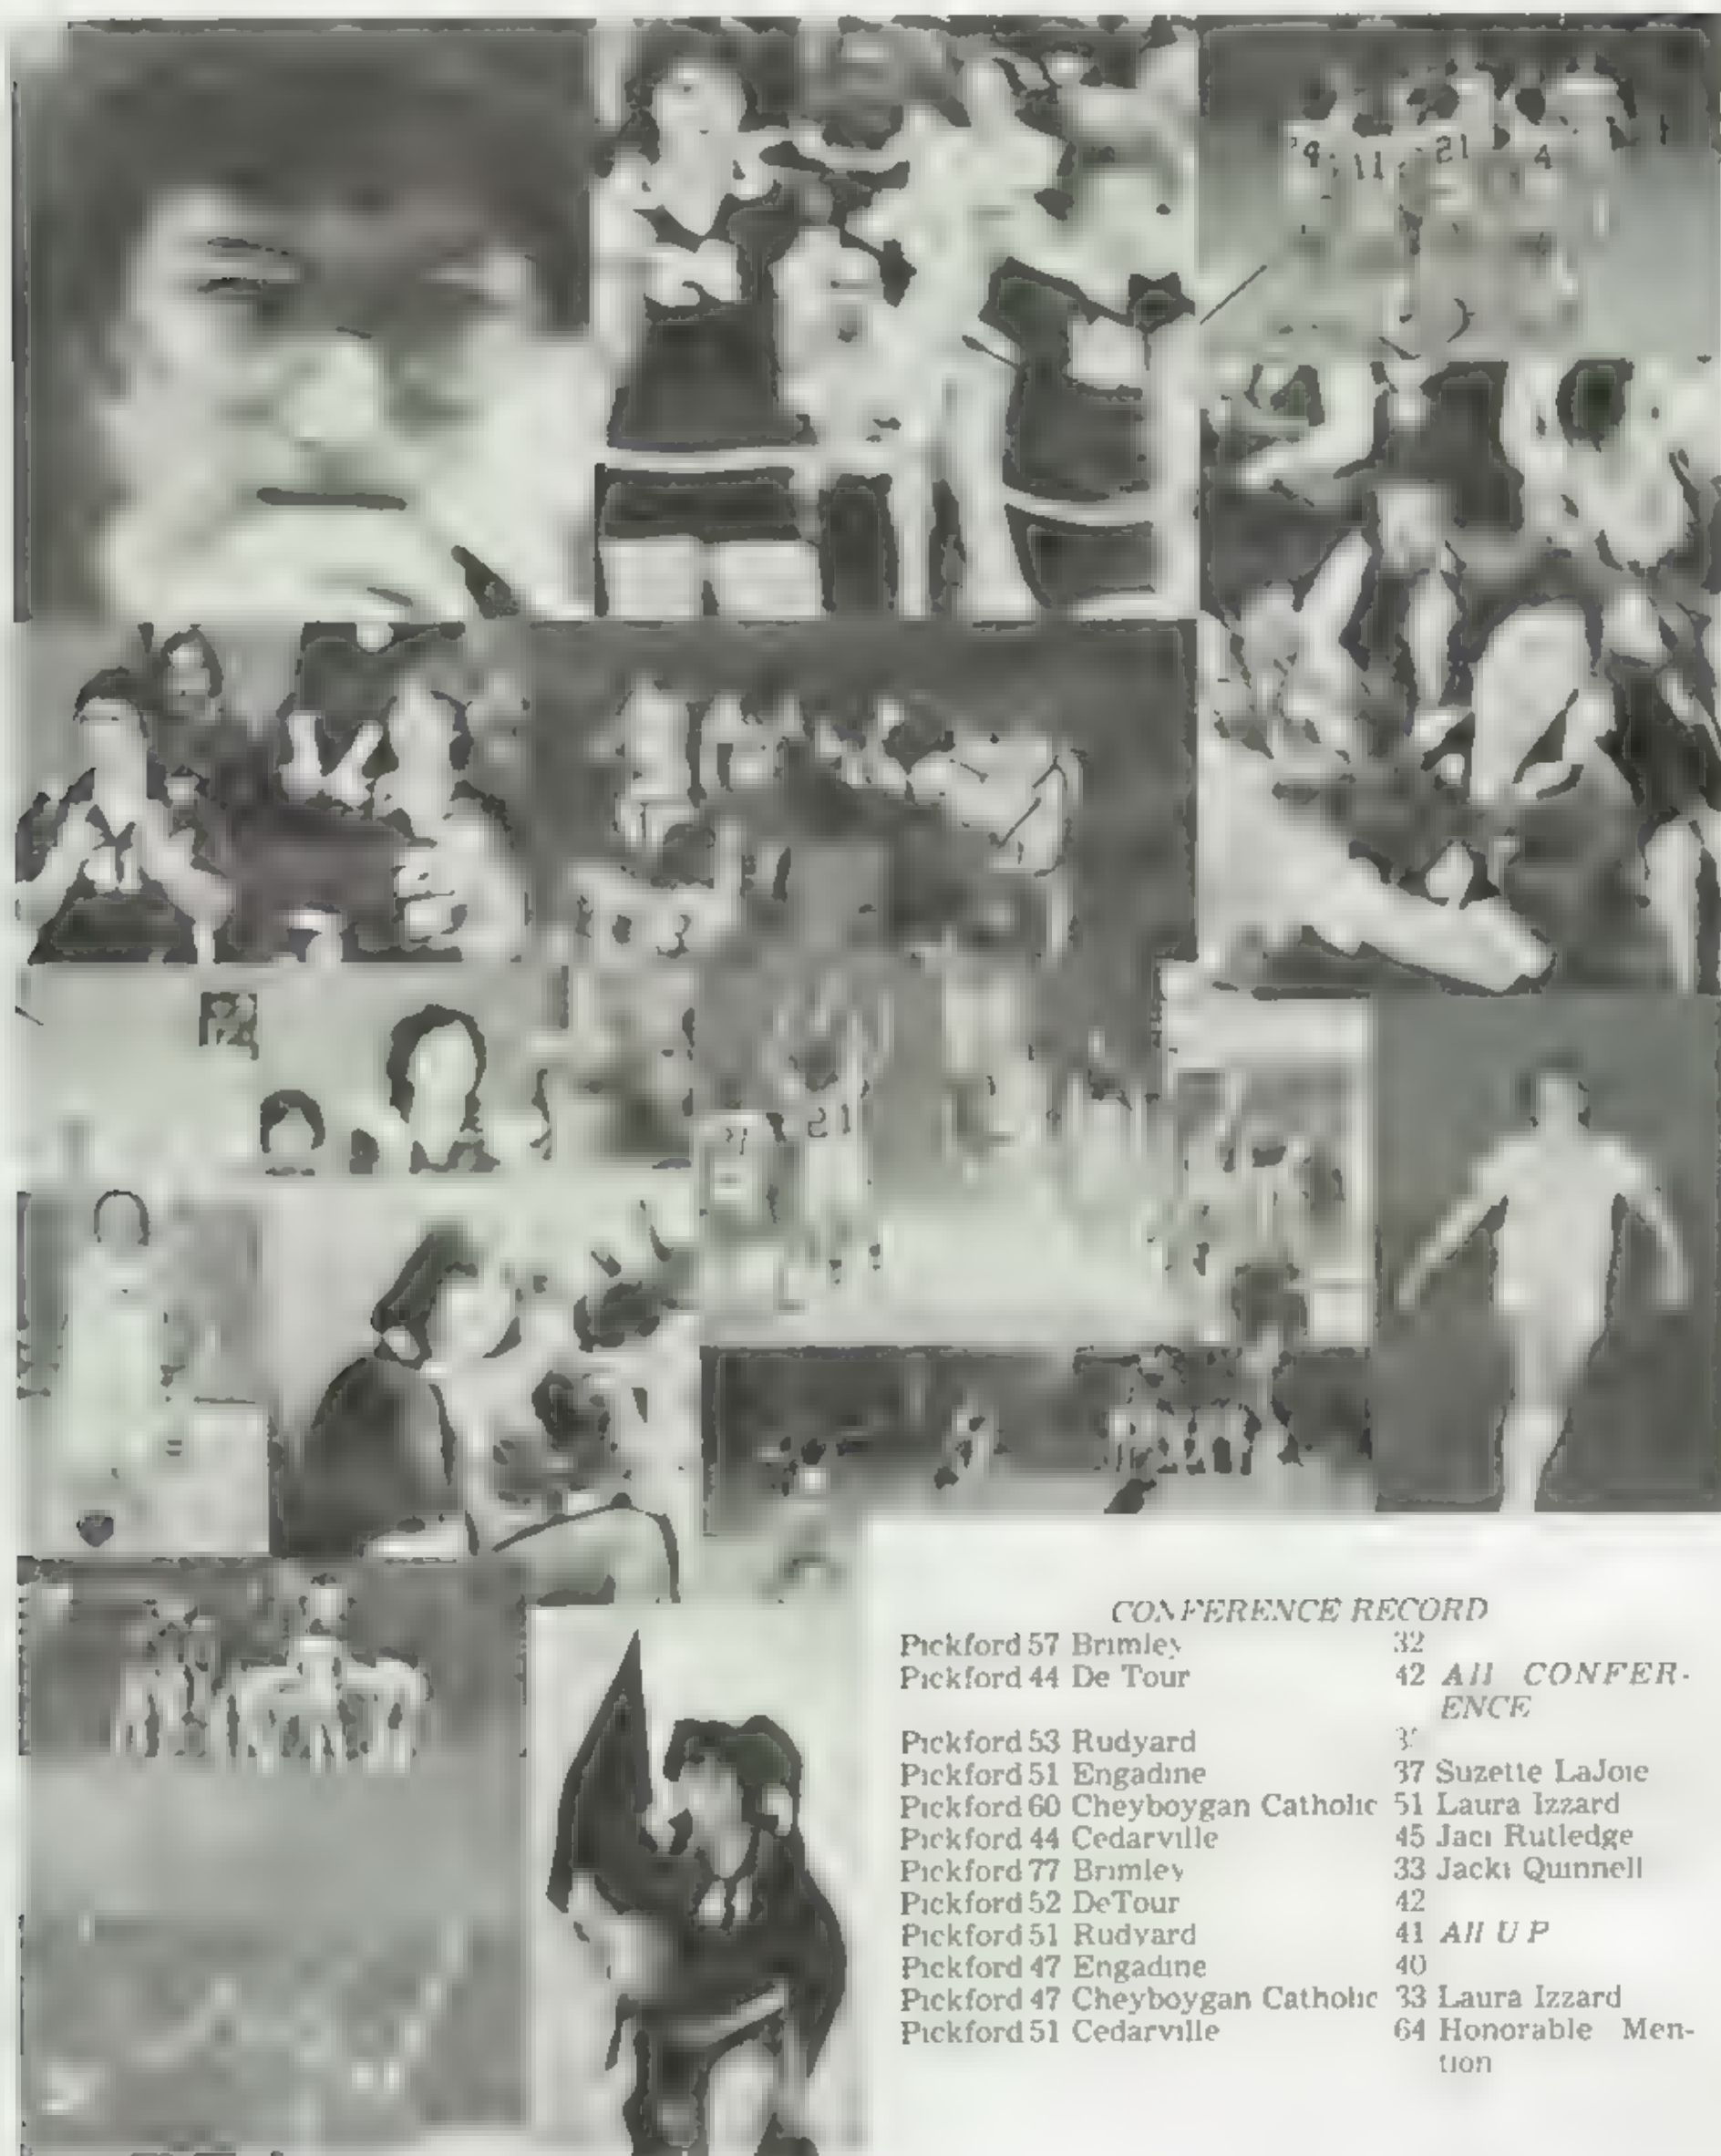 CONFERENCE RECORD
Pickford 57 Brimley 32
Pickford 44 De Tour 42 All CONFER-
ENCE
Pickford 53 Rudyard
Pickford 51 Engadine 37 Suzette LaJoie
Pickford 60 Cheyboygan Catholic 51 Laura Izzard
Pickford 44 Cedarville 45 Jaci Rutledge
Pickford 77 Brimley 33 Jacki Quinnell
Pickford 52 DeTour 42
Pickford 51 Rudyard 41 All U P
Pickford 47 Engadine 40
Pickford 47 Cheyboygan Catholic 33 Laura Izzard
Pickford 51 Cedarville 64 Honorable Men-
tion
11 21 4